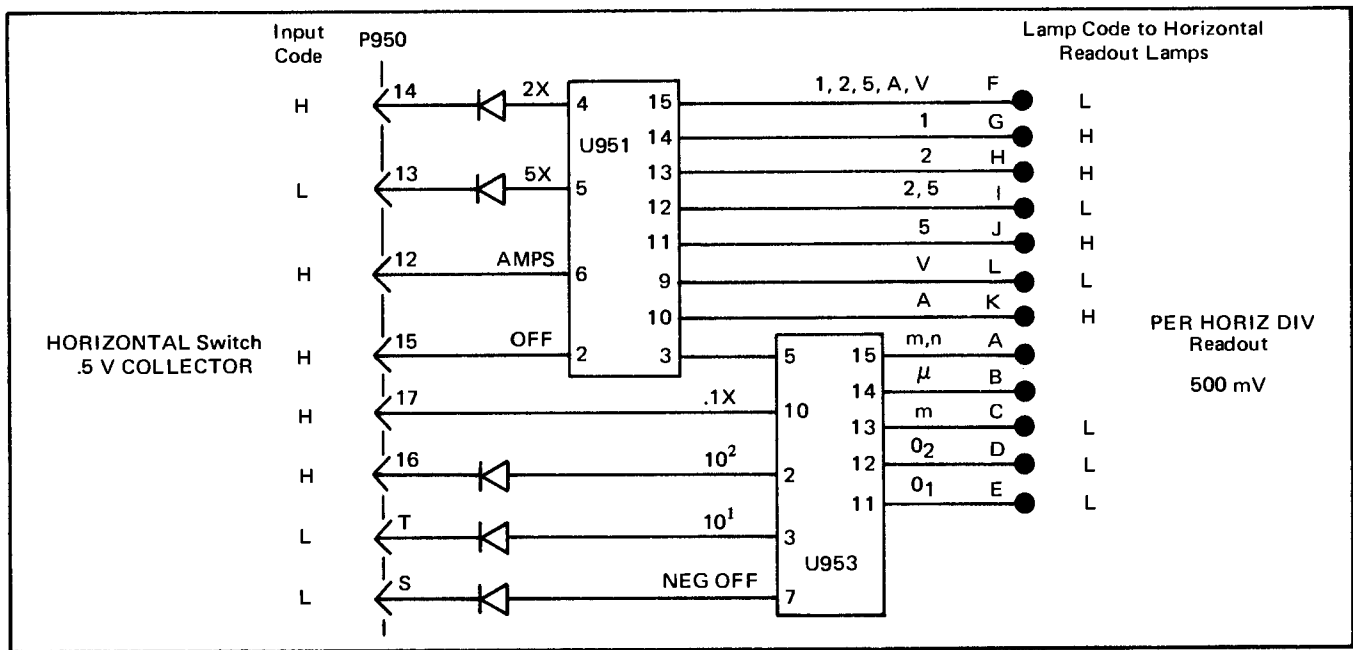 Input Code
P950
Lamp Code to Horizontal Readout Lamps
H 14 2X 4 15 1, 2, 5, A, V F L
14 1 G H
U951
13 2 H H
L 13 5X 5 12 2, 5 I L
11 5 J H
H 12 AMPS 6 9 V L L
10 A K H
HORIZONTAL Switch
.5 V COLLECTOR
H 15 OFF 2 3 5 15 m,n A
PER HORIZ DIV
Readout
500 mV
14 μ B
H 17 .1X 10 13 m C L
H 16 10² 2 12 0₂ D L
11 0₁ E L
L T 10¹ 3
U953
L S NEG OFF 7